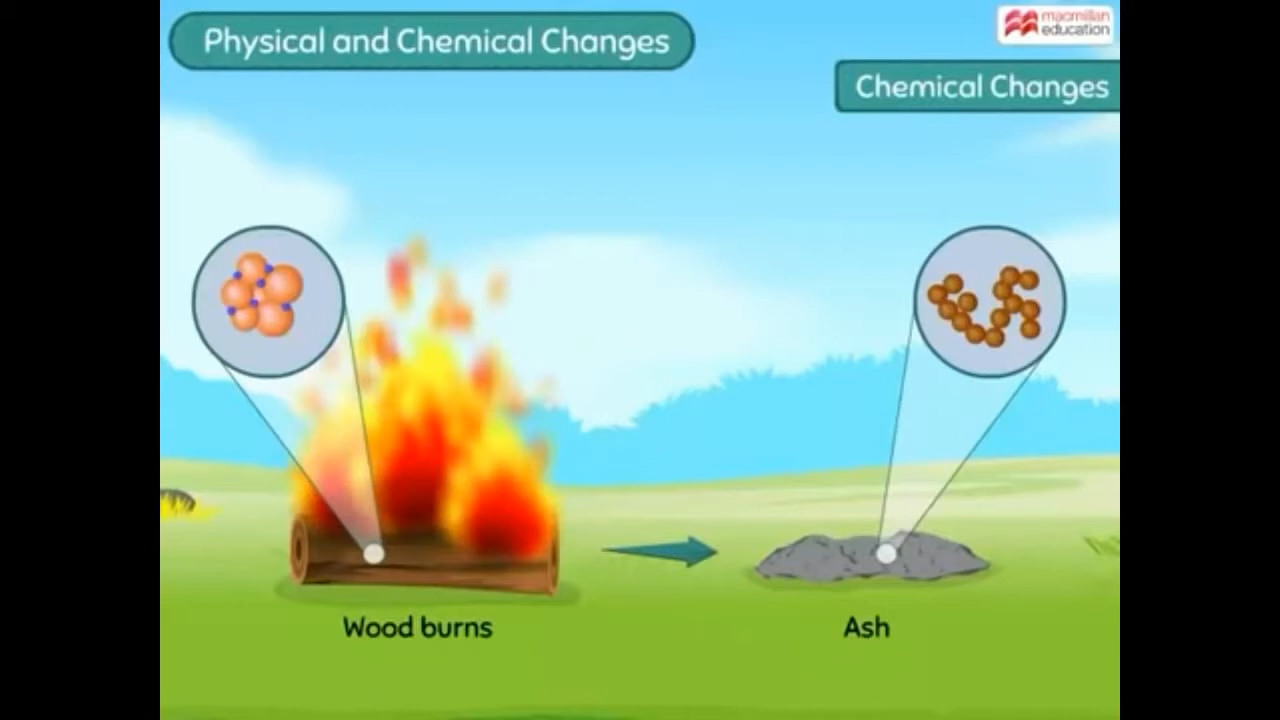 Physical and Chemical Changes
macmillan
education
Chemical Changes
Wood burns
Ash